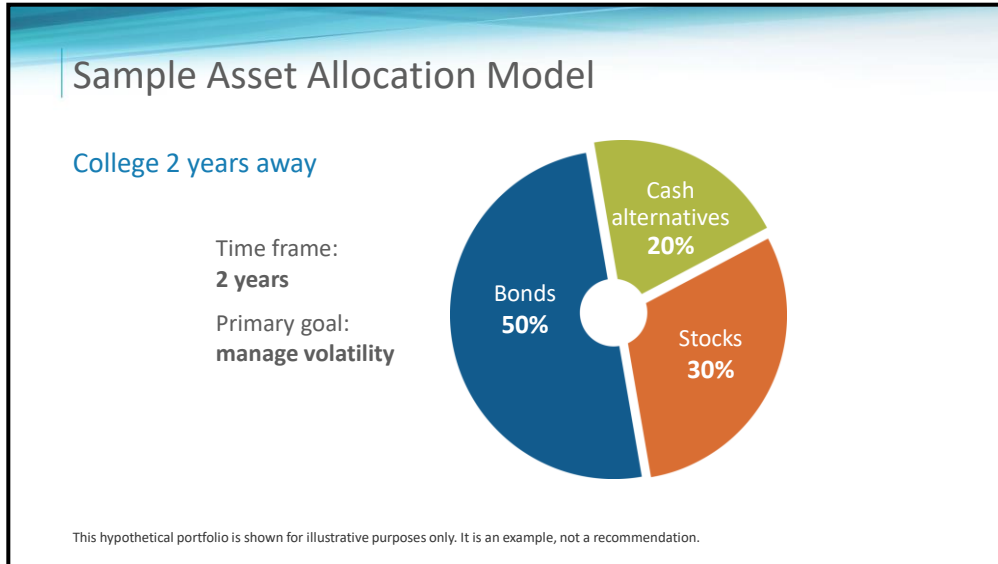 Sample Asset Allocation Model
College 2 years away
Time frame:
2 years
Primary goal:
manage volatility
Cash
alternatives
20%
Bonds
50%
Stocks
30%
This hypothetical portfolio is shown for illustrative purposes only. It is an example, not a recommendation.